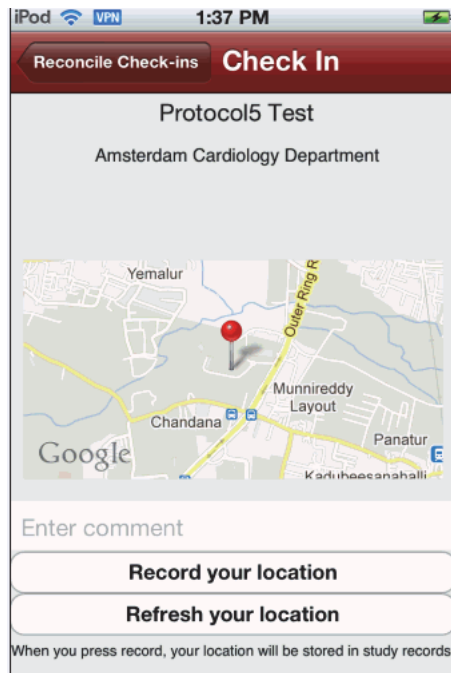 iPod VPN 1:37 PM
Reconcile Check-ins Check In
Protocol5 Test
Amsterdam Cardiology Department
Yemalur
Outer Ring R
Munnireddy
Layout
Chandana
Panatur
Google
Kadubeesanahalli
Enter comment
Record your location
Refresh your location
When you press record, your location will be stored in study records